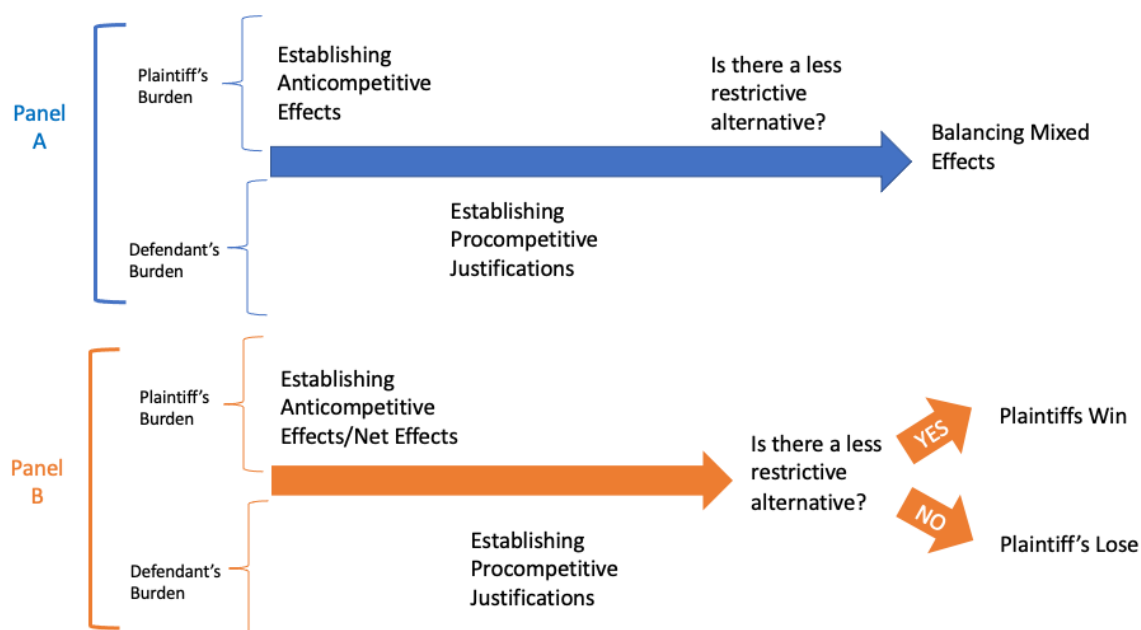 Panel
A
Plaintiff's
Burden
Establishing
Anticompetitive
Effects
Is there a less
restrictive
alternative?
Balancing Mixed
Effects
Defendant's
Burden
Establishing
Procompetitive
Justifications
Panel
B
Plaintiff's
Burden
Establishing
Anticompetitive
Effects/Net Effects
Is there a less
restrictive
alternative?
YES
Plaintiffs Win
NO
Plaintiff's Lose
Defendant's
Burden
Establishing
Procompetitive
Justifications